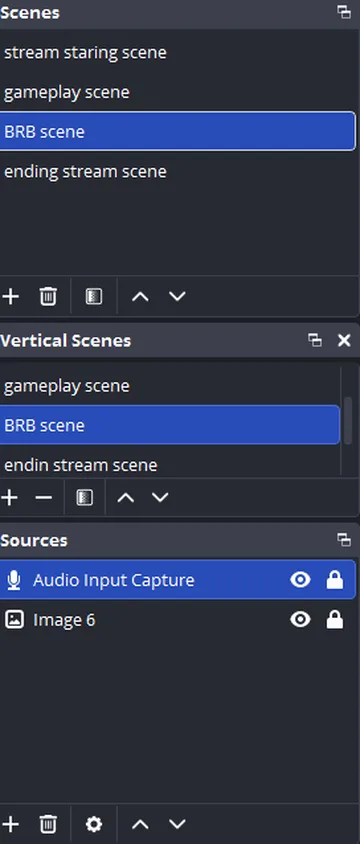 Scenes
stream staring scene
gameplay scene
BRB scene
ending stream scene
Vertical Scenes
gameplay scene
BRB scene
endin stream scene
Sources
Audio Input Capture
Image 6